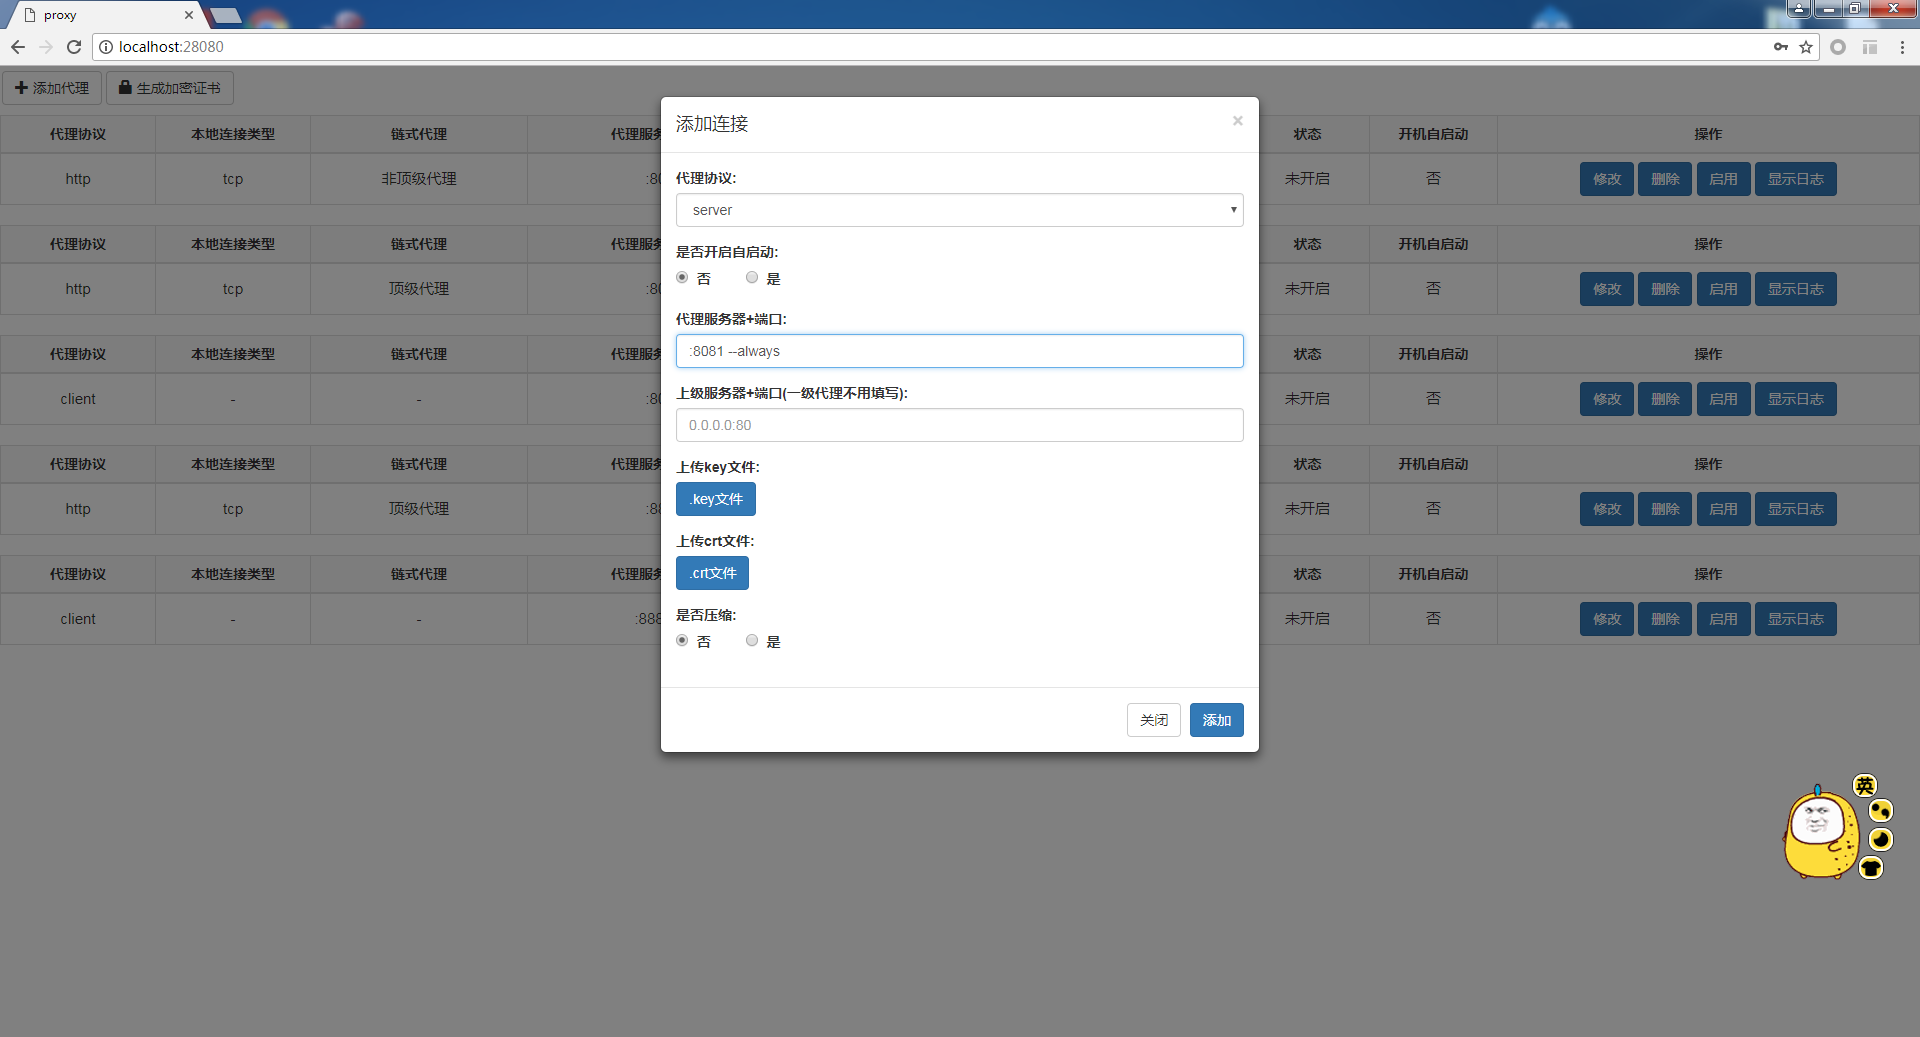 proxy
localhost:28080
添加代理 生成加密证书
添加连接 ×
代理协议:
server
是否开启自启动:
否 是
代理服务器+端口:
:8081 --always
上级服务器+端口(一级代理不用填写):
0.0.0.0:80
上传key文件:
.key文件
上传crt文件:
.crt文件
是否压缩:
否 是
关闭 添加
代理协议 本地连接类型 链式代理 代理服务 状态 开机自启动 操作
http tcp 非顶级代理 :80 未开启 否 修改 删除 启用 显示日志
代理协议 本地连接类型 链式代理 代理服务 状态 开机自启动 操作
http tcp 顶级代理 :80 未开启 否 修改 删除 启用 显示日志
代理协议 本地连接类型 链式代理 代理服务 状态 开机自启动 操作
client - - :80 未开启 否 修改 删除 启用 显示日志
代理协议 本地连接类型 链式代理 代理服务 状态 开机自启动 操作
http tcp 顶级代理 :88 未开启 否 修改 删除 启用 显示日志
代理协议 本地连接类型 链式代理 代理服务 状态 开机自启动 操作
client - - :888 未开启 否 修改 删除 启用 显示日志
英